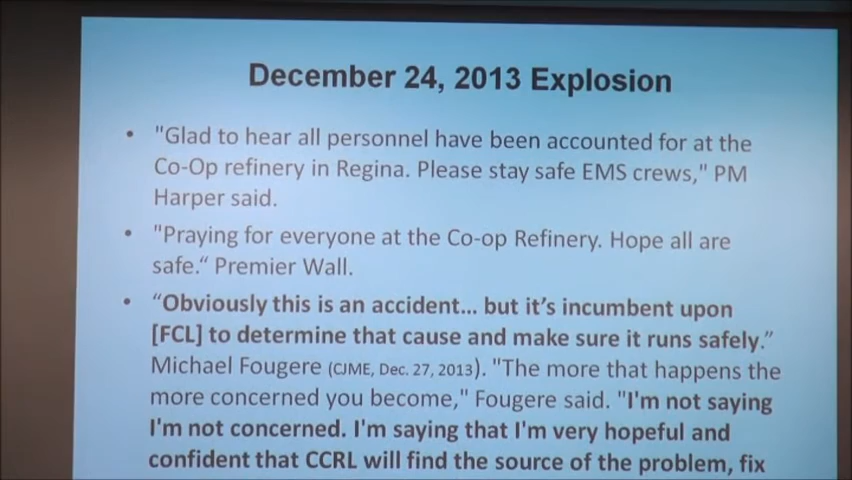 December 24, 2013 Explosion
• "Glad to hear all personnel have been accounted for at the
Co-Op refinery in Regina. Please stay safe EMS crews," PM
Harper said.
• "Praying for everyone at the Co-op Refinery. Hope all are
safe.“ Premier Wall.
• “Obviously this is an accident... but it’s incumbent upon
[FCL] to determine that cause and make sure it runs safely.”
Michael Fougere (CJME, Dec. 27, 2013). "The more that happens the
more concerned you become," Fougere said. "I'm not saying
I'm not concerned. I'm saying that I'm very hopeful and
confident that CCRL will find the source of the problem, fix